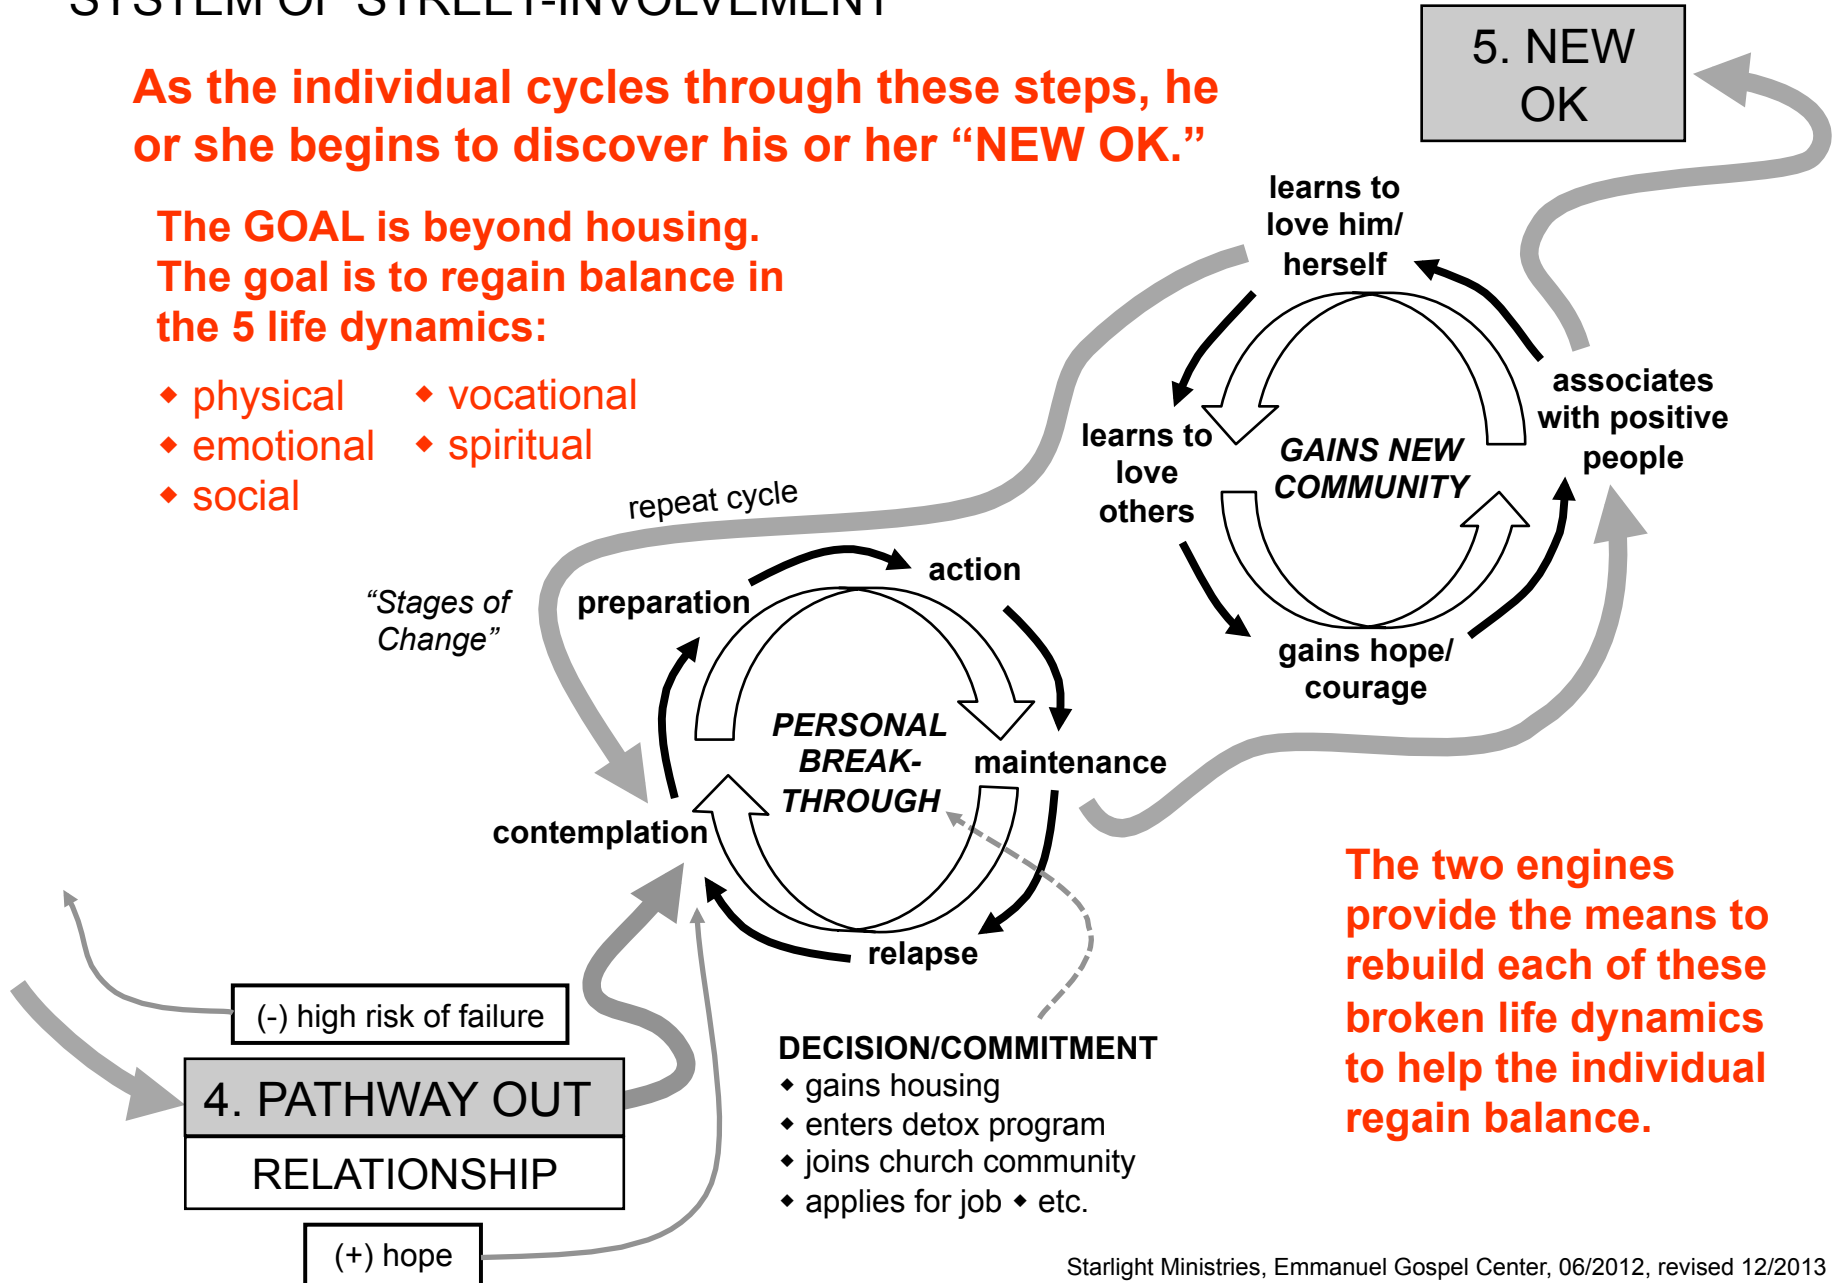 SYSTEM OF STREET-INVOLVEMENT
As the individual cycles through these steps, he
or she begins to discover his or her “NEW OK.”
5. NEW
OK
The GOAL is beyond housing.
The goal is to regain balance in
the 5 life dynamics:
◆ physical
◆ emotional
◆ social
◆ vocational
◆ spiritual
learns to
love him/
herself
associates
with positive
people
learns to
love
others
GAINS NEW
COMMUNITY
gains hope/
courage
repeat cycle
“Stages of
Change”
preparation
action
PERSONAL
BREAK-
THROUGH
maintenance
contemplation
relapse
(-) high risk of failure
4. PATHWAY OUT
RELATIONSHIP
(+) hope
DECISION/COMMITMENT
◆ gains housing
◆ enters detox program
◆ joins church community
◆ applies for job ◆ etc.
The two engines
provide the means to
rebuild each of these
broken life dynamics
to help the individual
regain balance.
Starlight Ministries, Emmanuel Gospel Center, 06/2012, revised 12/2013